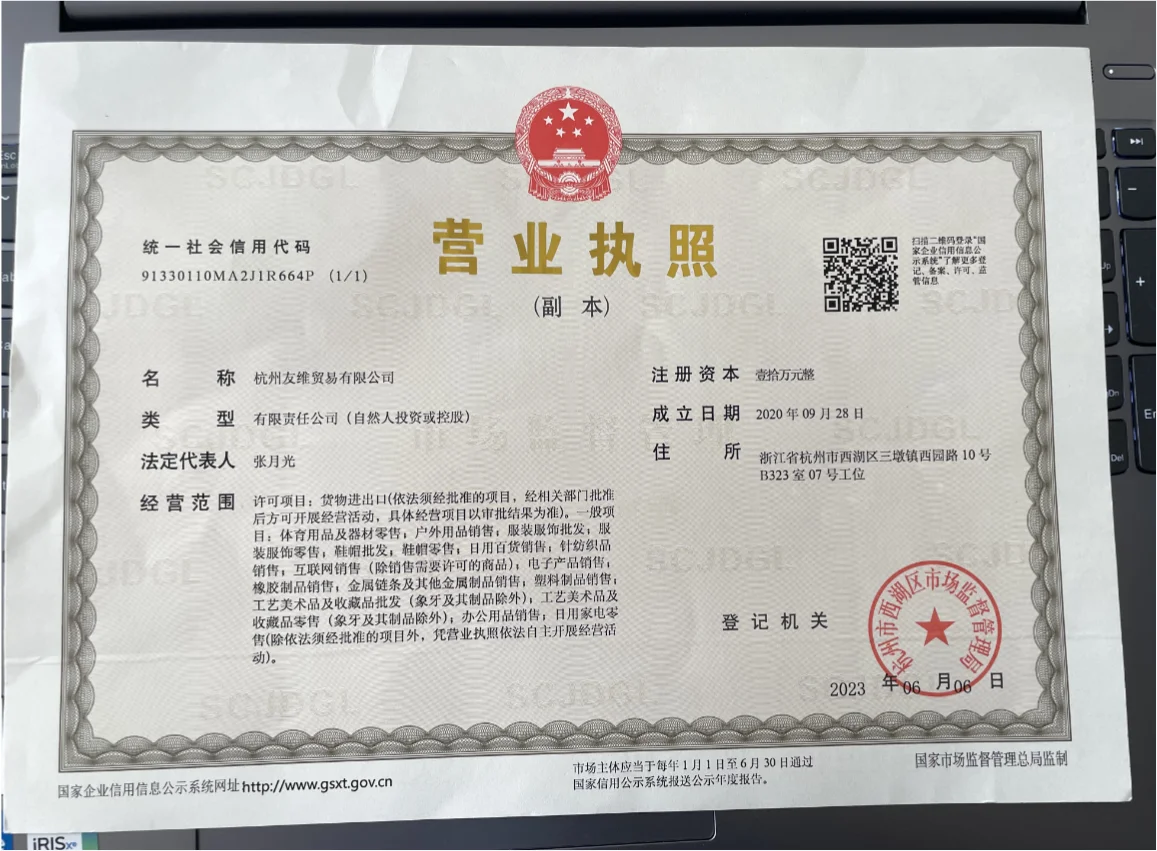 营业执照
(副 本)
统一社会信用代码
91330110MA2J1R664P (1/1)
扫描二维码登录“国
家企业信用信息公
示系统”了解更多登
记、备案、许可、监
管信息
名 称 杭州友维贸易有限公司
类 型 有限责任公司（自然人投资或控股）
法定代表人 张月光
经营范围 许可项目：货物进出口(依法须经批准的项目，经相关部门批准
后方可开展经营活动，具体经营项目以审批结果为准)。一般项
目：体育用品及器材零售；户外用品销售；服装服饰批发；服
装服饰零售；鞋帽批发；鞋帽零售；日用百货销售；针纺织品
销售；互联网销售（除销售需要许可的商品）；电子产品销售；
橡胶制品销售；金属链条及其他金属制品销售；塑料制品销售；
工艺美术品及收藏品批发（象牙及其制品除外）；工艺美术品及
收藏品零售（象牙及其制品除外）；办公用品销售；日用家电零
售(除依法须经批准的项目外，凭营业执照依法自主开展经营活
动)。
注册资本 壹拾万元整
成立日期 2020 年 09 月 28 日
住 所 浙江省杭州市西湖区三墩镇西园路 10 号
B323 室 07 号工位
登记机关
杭州市西湖区市场监督管理局
2023 年 06 月 06 日
国家企业信用信息公示系统网址 http://www.gsxt.gov.cn
市场主体应当于每年 1 月 1 日至 6 月 30 日通过
国家信用公示系统报送公示年度报告。
国家市场监督管理总局监制
SCJDGL
iRIS